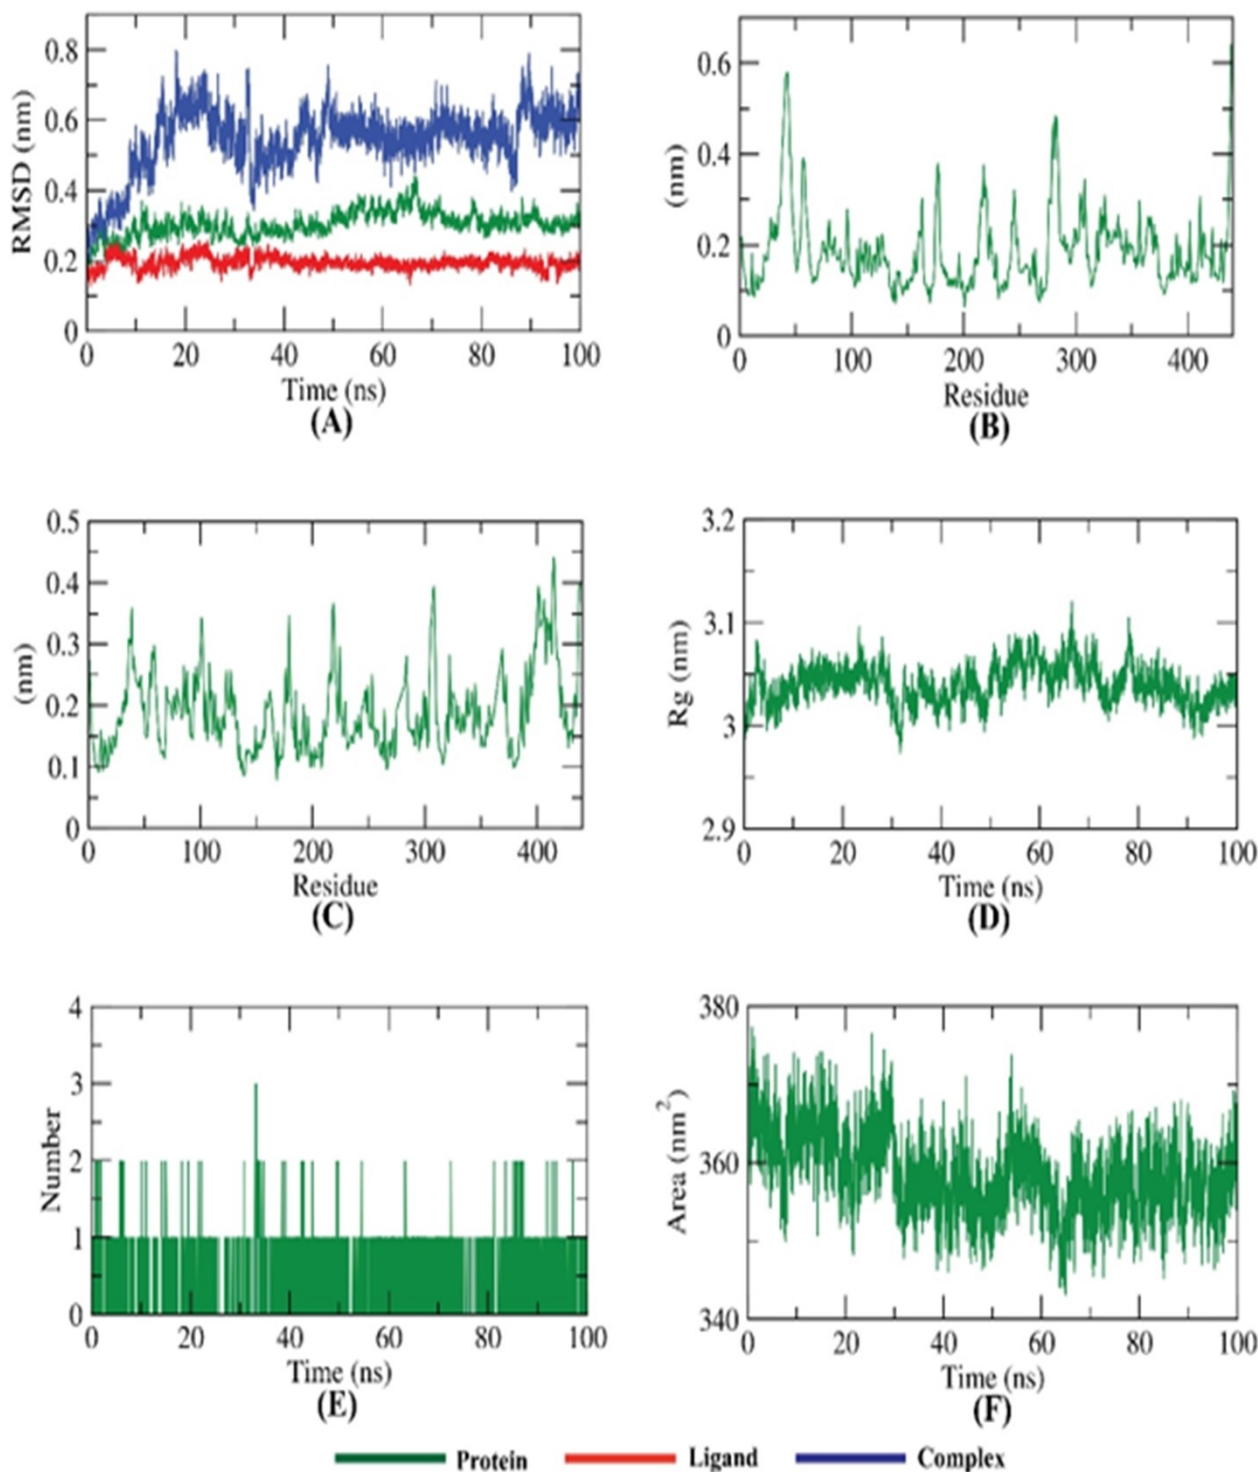 0.8
0.6
0.4
0.2
0
RMSD (nm)
0 20 40 60 80 100
Time (ns)
(A)
0.6
0.4
0.2
0
(nm)
0 100 200 300 400
Residue
(B)
0.5
0.4
0.3
0.2
0.1
0
(nm)
0 100 200 300 400
Residue
(C)
3.2
3.1
3
2.9
Rg (nm)
0 20 40 60 80 100
Time (ns)
(D)
4
3
2
1
0
Number
0 20 40 60 80 100
Time (ns)
(E)
380
360
340
Area (nm²)
0 20 40 60 80 100
Time (ns)
(F)
Protein Ligand Complex